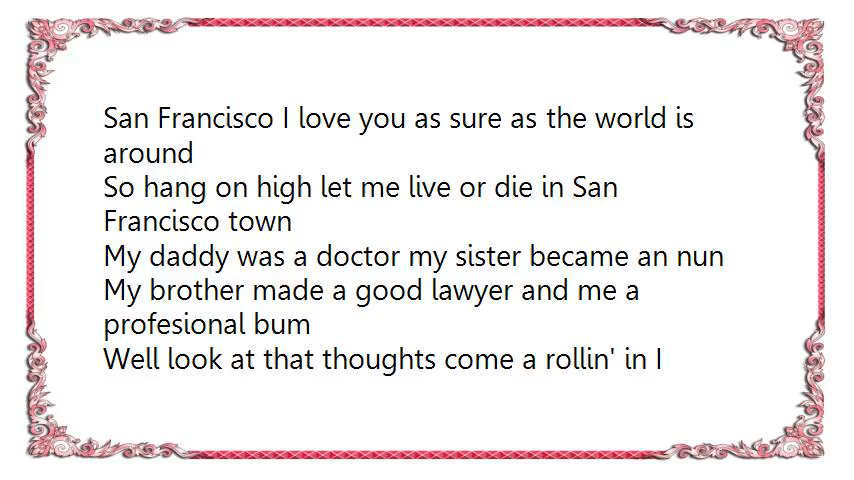 San Francisco I love you as sure as the world is
around
So hang on high let me live or die in San
Francisco town
My daddy was a doctor my sister became an nun
My brother made a good lawyer and me a
profesional bum
Well look at that thoughts come a rollin' in I